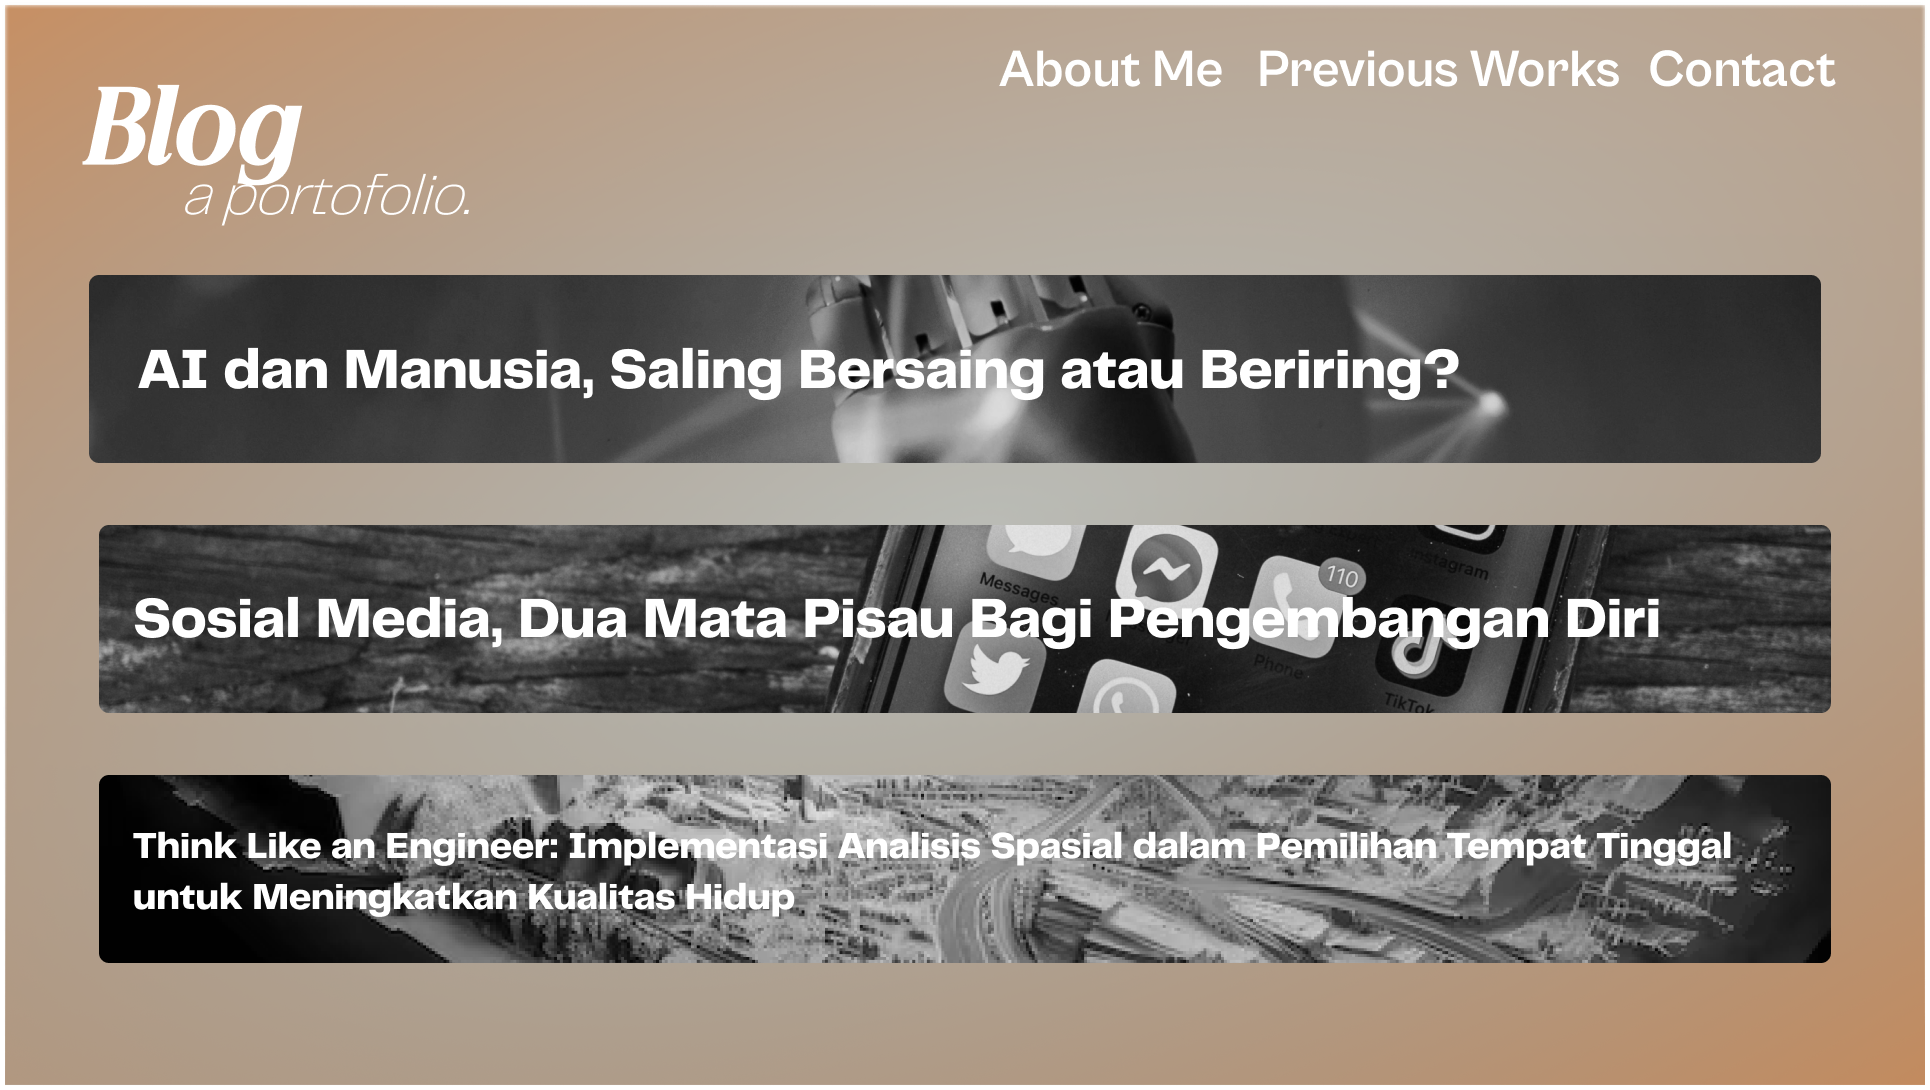 About Me Previous Works Contact
Blog
a portofolio.
AI dan Manusia, Saling Bersaing atau Beriring?
Messages
110
Instagram
Sosial Media, Dua Mata Pisau Bagi Pengembangan Diri
Phone
TikTok
Think Like an Engineer: Implementasi Analisis Spasial dalam Pemilihan Tempat Tinggal
untuk Meningkatkan Kualitas Hidup